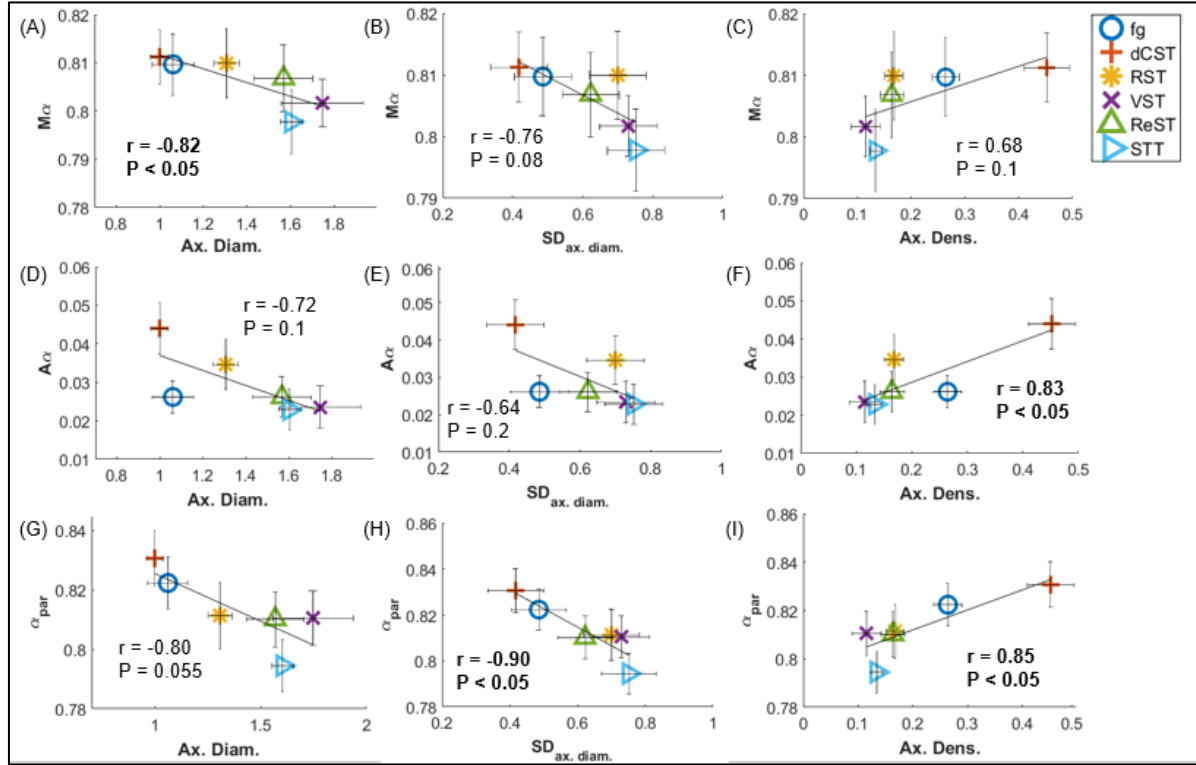 (A)
0.82
0.81
0.8
0.79
0.78
Mα
r = -0.82
P < 0.05
0.8 1 1.2 1.4 1.6 1.8
Ax. Diam.
(B)
0.82
0.81
0.8
0.79
Mα
r = -0.76
P = 0.08
0.2 0.4 0.6 0.8 1
SD ax. diam.
(C)
0.82
0.81
0.8
0.79
Mα
r = 0.68
P = 0.1
0 0.1 0.2 0.3 0.4 0.5
Ax. Dens.
fg
dCST
RST
VST
ReST
STT
(D)
0.06
0.05
0.04
0.03
0.02
0.01
Aα
r = -0.72
P = 0.1
0.8 1 1.2 1.4 1.6 1.8
Ax. Diam.
(E)
0.06
0.05
0.04
0.03
0.02
0.01
Aα
r = -0.64
P = 0.2
0.2 0.4 0.6 0.8 1
SD ax. diam.
(F)
0.06
0.05
0.04
0.03
0.02
0.01
Aα
r = 0.83
P < 0.05
0 0.1 0.2 0.3 0.4 0.5
Ax. Dens.
(G)
0.84
0.82
0.8
0.78
α par
r = -0.80
P = 0.055
1 1.5 2
Ax. Diam.
(H)
0.86
0.84
0.82
0.8
0.78
α par
r = -0.90
P < 0.05
0.2 0.4 0.6 0.8 1
SD ax. diam.
(I)
0.86
0.84
0.82
0.8
0.78
α par
r = 0.85
P < 0.05
0 0.1 0.2 0.3 0.4 0.5
Ax. Dens.